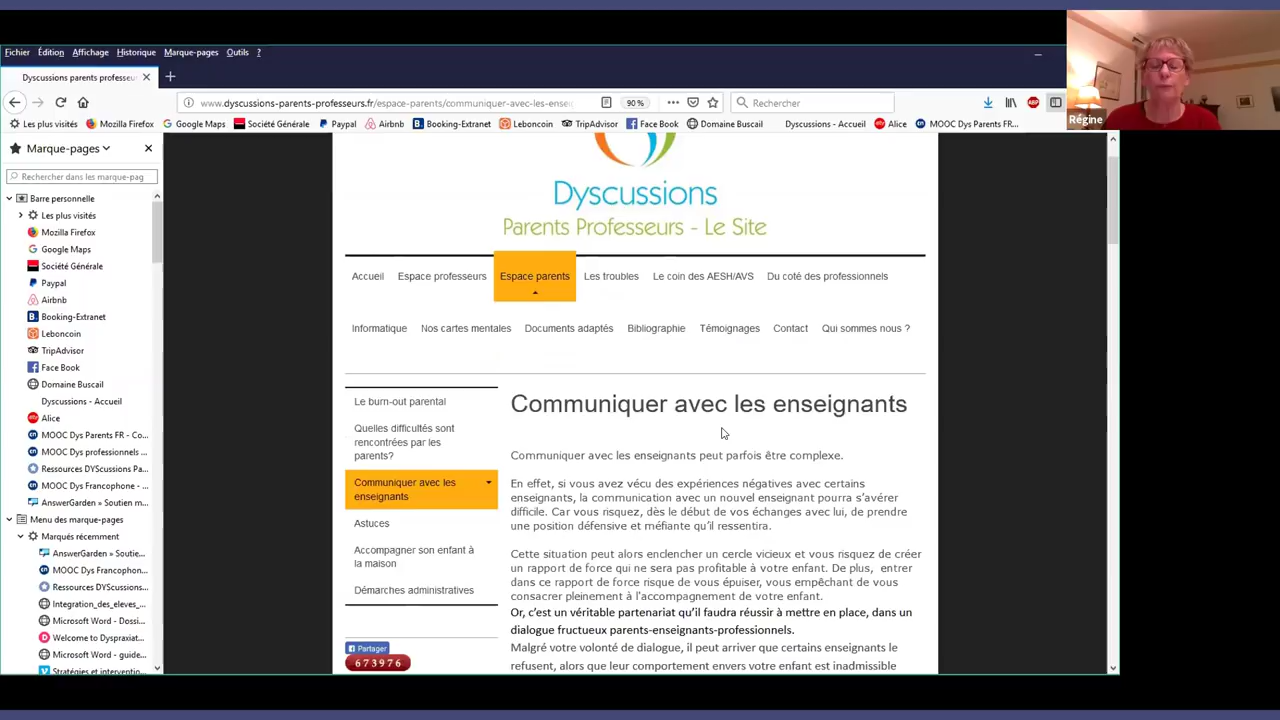 Fichier Édition Affichage Historique Marque-pages Outils ?
Dyscussions parents professeu
www.dyscussions-parents-professeurs.fr/espace-parents/communiquer-avec-les-ensei
90 %
Rechercher
Les plus visités Mozilla Firefox Google Maps Société Générale Paypal Airbnb Booking-Extranet Leboncoin TripAdvisor Face Book Domaine Buscail Dyscussions - Accueil Alice MOOC Dys Parents FR...
Régine
Marque-pages
Rechercher dans les marque-pag
Barre personnelle
Les plus visités
Mozilla Firefox
Google Maps
Société Générale
Paypal
Airbnb
Booking-Extranet
Leboncoin
TripAdvisor
Face Book
Domaine Buscail
Dyscussions - Accueil
Alice
MOOC Dys Parents FR - Co...
MOOC Dys professionnels ...
Ressources DYScussions Pa...
MOOC Dys Francophone - ...
AnswerGarden » Soutien m...
Menu des marque-pages
Marqués récemment
AnswerGarden » Soutie...
MOOC Dys Francophon...
Ressources DYScussions...
Integration_des_eleves_...
Microsoft Word - Dossi...
Welcome to Dyspraxiat...
Microsoft Word - guide...
Stratégies et interventio...
Dyscussions
Parents Professeurs - Le Site
Accueil Espace professeurs Espace parents Les troubles Le coin des AESH/AVS Du coté des professionnels
Informatique Nos cartes mentales Documents adaptés Bibliographie Témoignages Contact Qui sommes nous ?
Le burn-out parental
Quelles difficultés sont
rencontrées par les
parents?
Communiquer avec les
enseignants
Astuces
Accompagner son enfant à
la maison
Démarches administratives
Partager
673976
Communiquer avec les enseignants
Communiquer avec les enseignants peut parfois être complexe.
En effet, si vous avez vécu des expériences négatives avec certains
enseignants, la communication avec un nouvel enseignant pourra s'avérer
difficile. Car vous risquez, dès le début de vos échanges avec lui, de prendre
une position défensive et méfiante qu'il ressentira.
Cette situation peut alors enclencher un cercle vicieux et vous risquez de créer
un rapport de force qui ne sera pas profitable à votre enfant. De plus, entrer
dans ce rapport de force risque de vous épuiser, vous empêchant de vous
consacrer pleinement à l'accompagnement de votre enfant.
Or, c'est un véritable partenariat qu'il faudra réussir à mettre en place, dans un
dialogue fructueux parents-enseignants-professionnels.
Malgré votre volonté de dialogue, il peut arriver que certains enseignants le
refusent, alors que leur comportement envers votre enfant est inadmissible